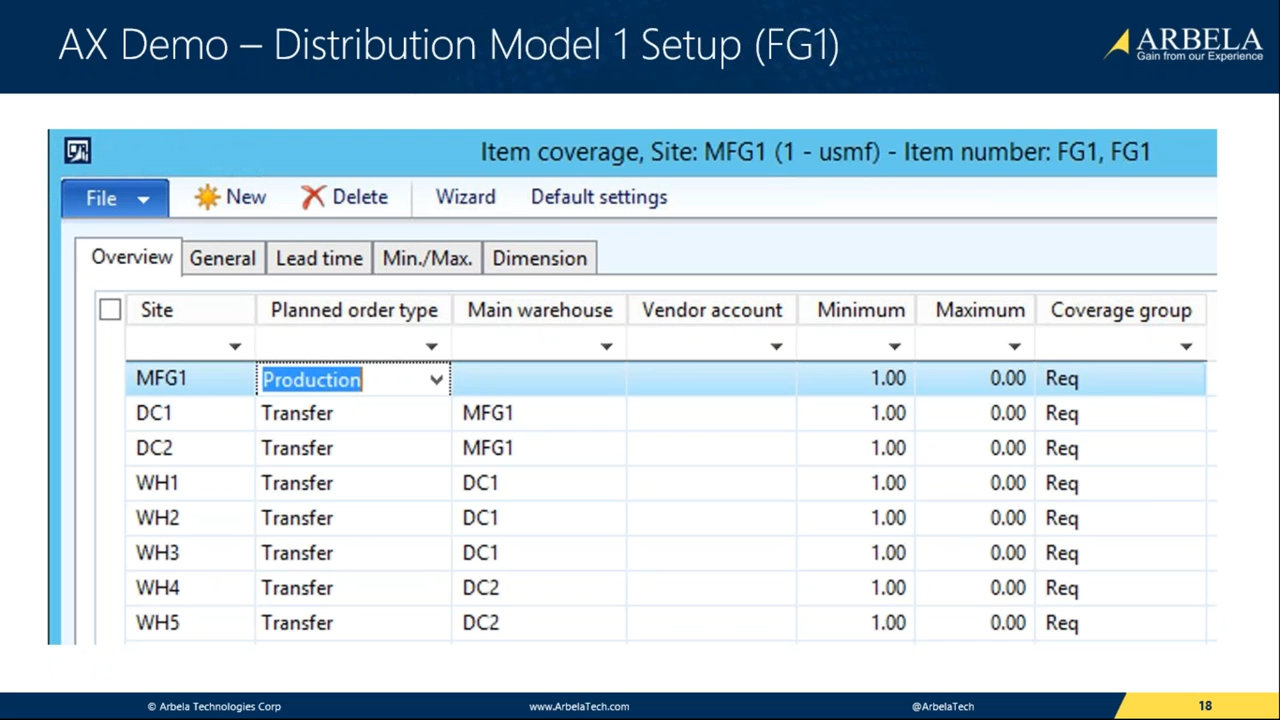 AX Demo – Distribution Model 1 Setup (FG1)
ARBELA
Gain from our Experience
Item coverage, Site: MFG1 (1 - usmf) - Item number: FG1, FG1
File New Delete Wizard Default settings
Overview General Lead time Min./Max. Dimension
Site Planned order type Main warehouse Vendor account Minimum Maximum Coverage group
MFG1 Production 1.00 0.00 Req
DC1 Transfer MFG1 1.00 0.00 Req
DC2 Transfer MFG1 1.00 0.00 Req
WH1 Transfer DC1 1.00 0.00 Req
WH2 Transfer DC1 1.00 0.00 Req
WH3 Transfer DC1 1.00 0.00 Req
WH4 Transfer DC2 1.00 0.00 Req
WH5 Transfer DC2 1.00 0.00 Req
© Arbela Technologies Corp www.ArbelaTech.com @ArbelaTech 18